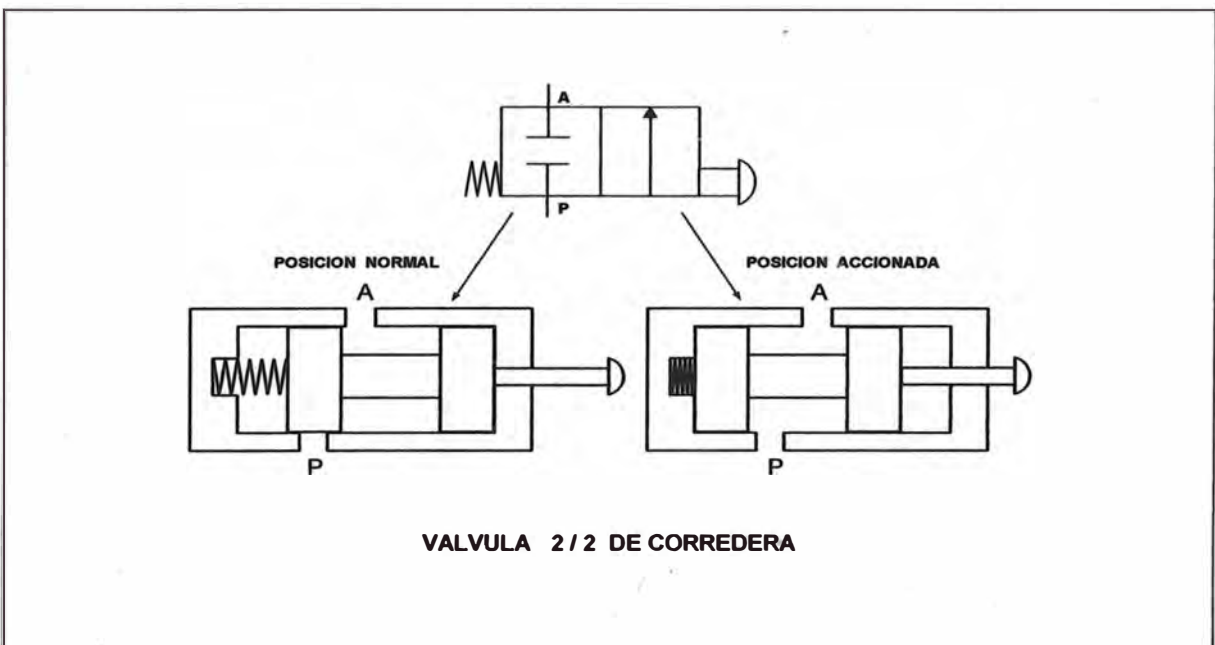 A
P
POSICION NORMAL
POSICION ACCIONADA
A
A
P
P
VALVULA 2 / 2 DE CORREDERA